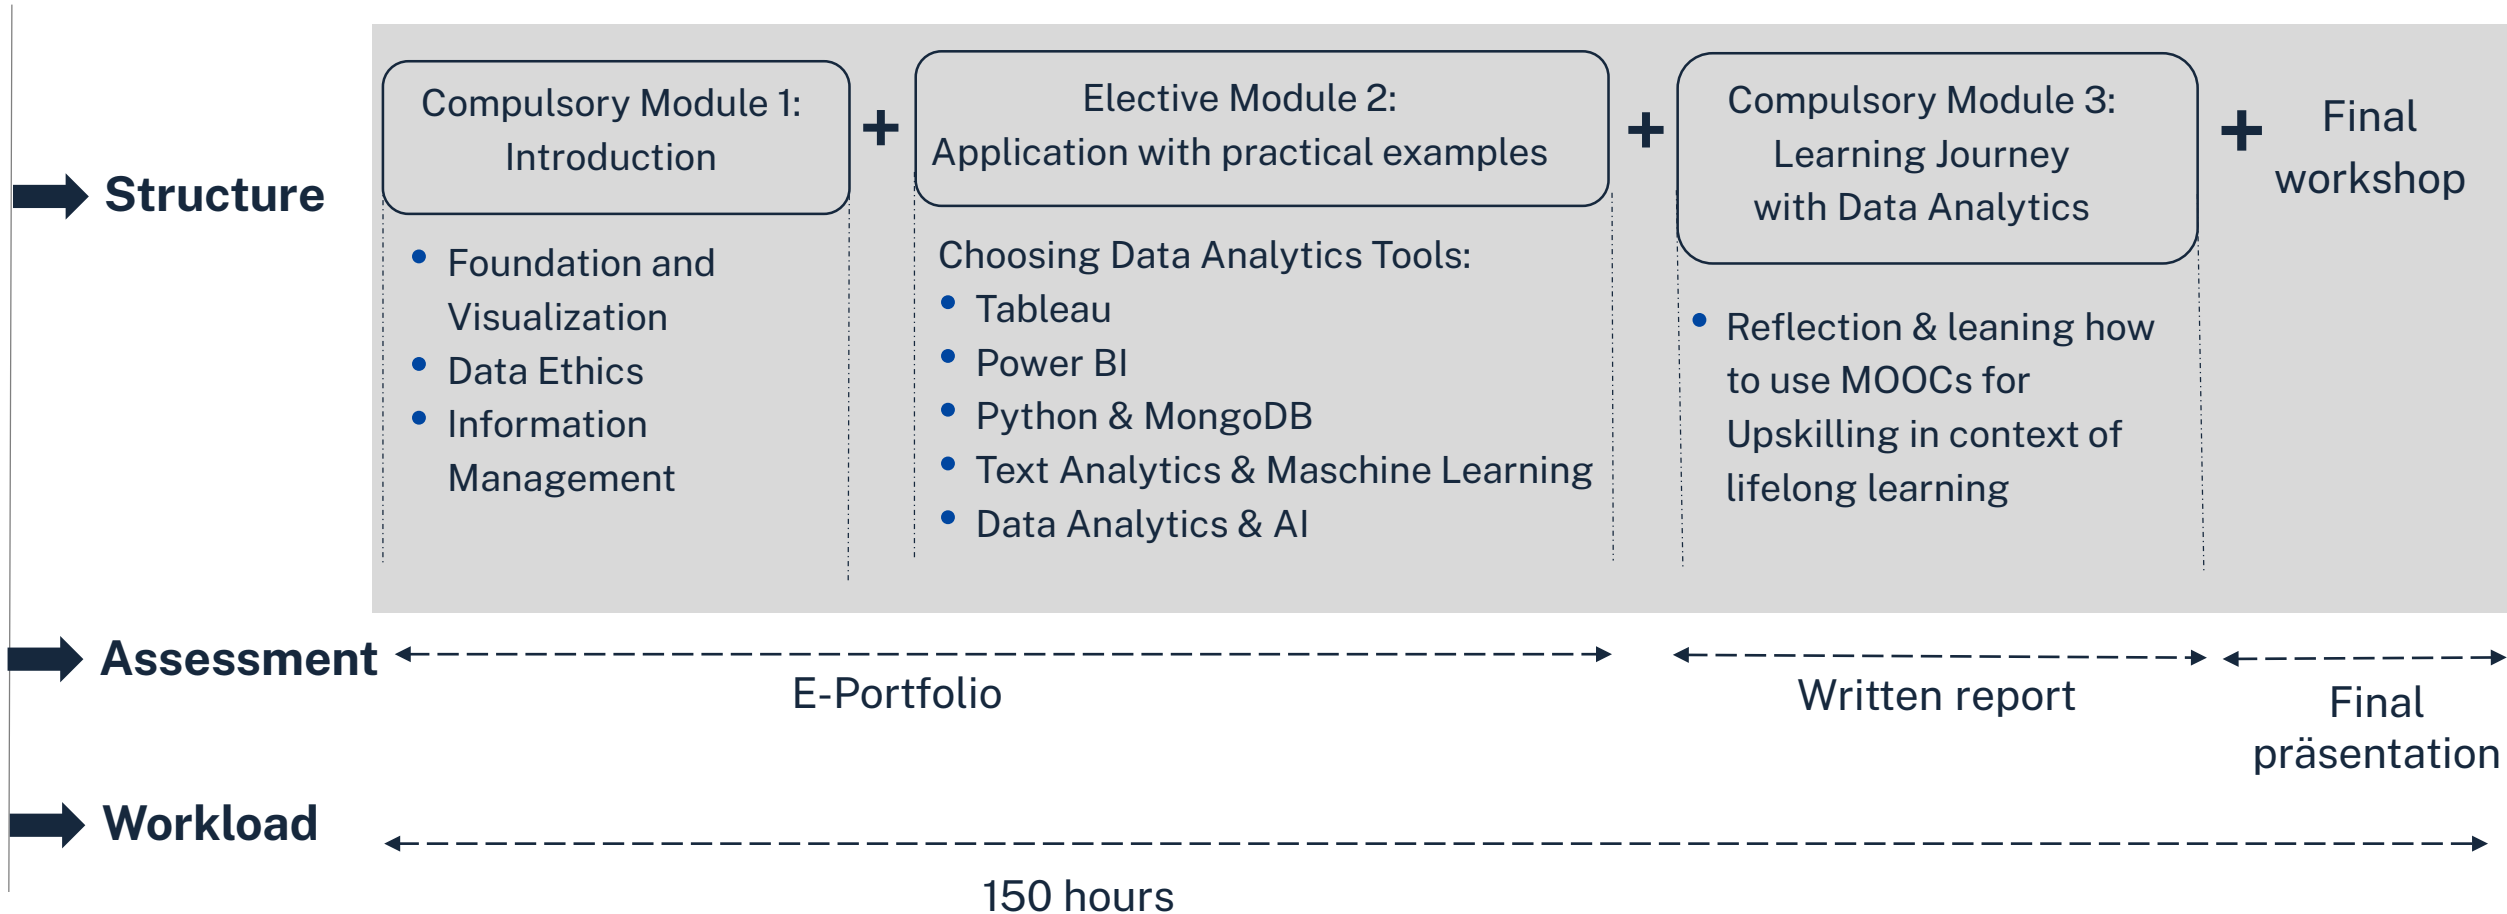 Structure
Compulsory Module 1:
Introduction
Foundation and
Visualization
Data Ethics
Information
Management
+
Elective Module 2:
Application with practical examples
Choosing Data Analytics Tools:
Tableau
Power BI
Python & MongoDB
Text Analytics & Maschine Learning
Data Analytics & AI
+
Compulsory Module 3:
Learning Journey
with Data Analytics
Reflection & leaning how
to use MOOCs for
Upskilling in context of
lifelong learning
+
Final
workshop
Assessment
E-Portfolio
Written report
Final
präsentation
Workload
150 hours